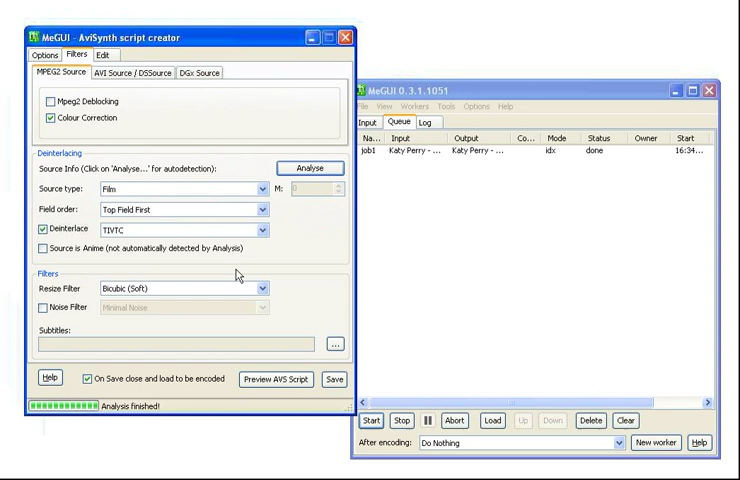 MeGUI - AviSynth script creator
Options Filters Edit
MPEG2 Source AVI Source / DSSource DGx Source
Mpeg2 Deblocking
Colour Correction
Deinterlacing
Source Info (Click on 'Analyse...' for autodetection): Analyse
Source type: Film M: 0
Field order: Top Field First
Deinterlace TIVTC
Source is Anime (not automatically detected by Analysis)
Filters
Resize Filter Bicubic (Soft)
Noise Filter Minimal Noise
Subtitles:
...
Help On Save close and load to be encoded Preview AVS Script Save
Analysis finished!
MeGUI 0.3.1.1051
File View Workers Tools Options Help
Input Queue Log
Na... Input Output Co... Mode Status Owner Start
job1 Katy Perry - ... Katy Perry - ... idx done 16:34...
Start Stop Abort Load Up Down Delete Clear
After encoding: Do Nothing New worker Help